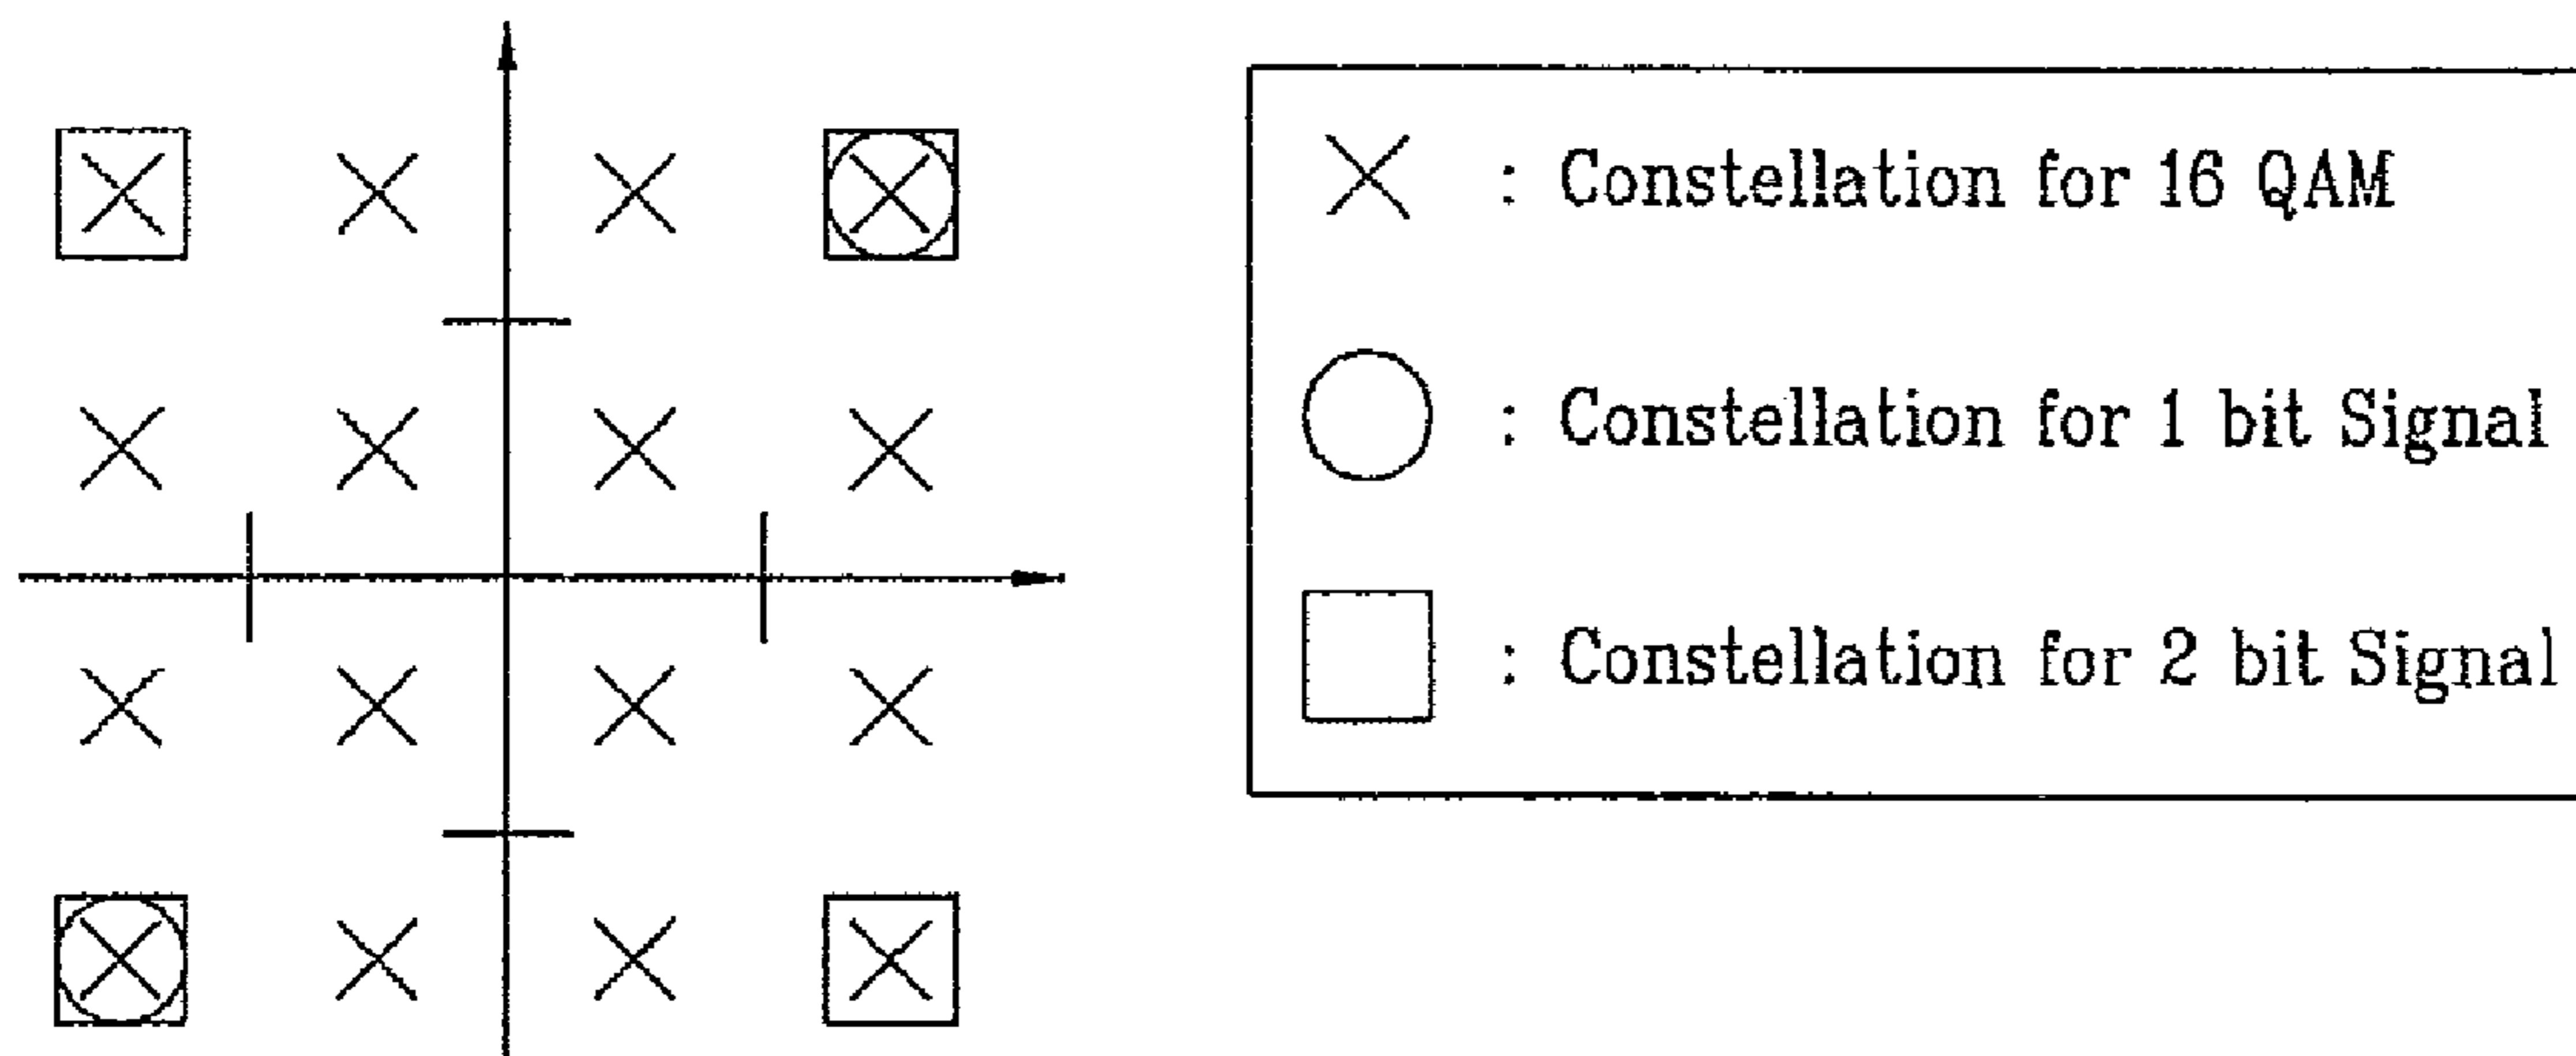 : Constellation for 16 QAM
: Constellation for 1 bit Signal
: Constellation for 2 bit Signal